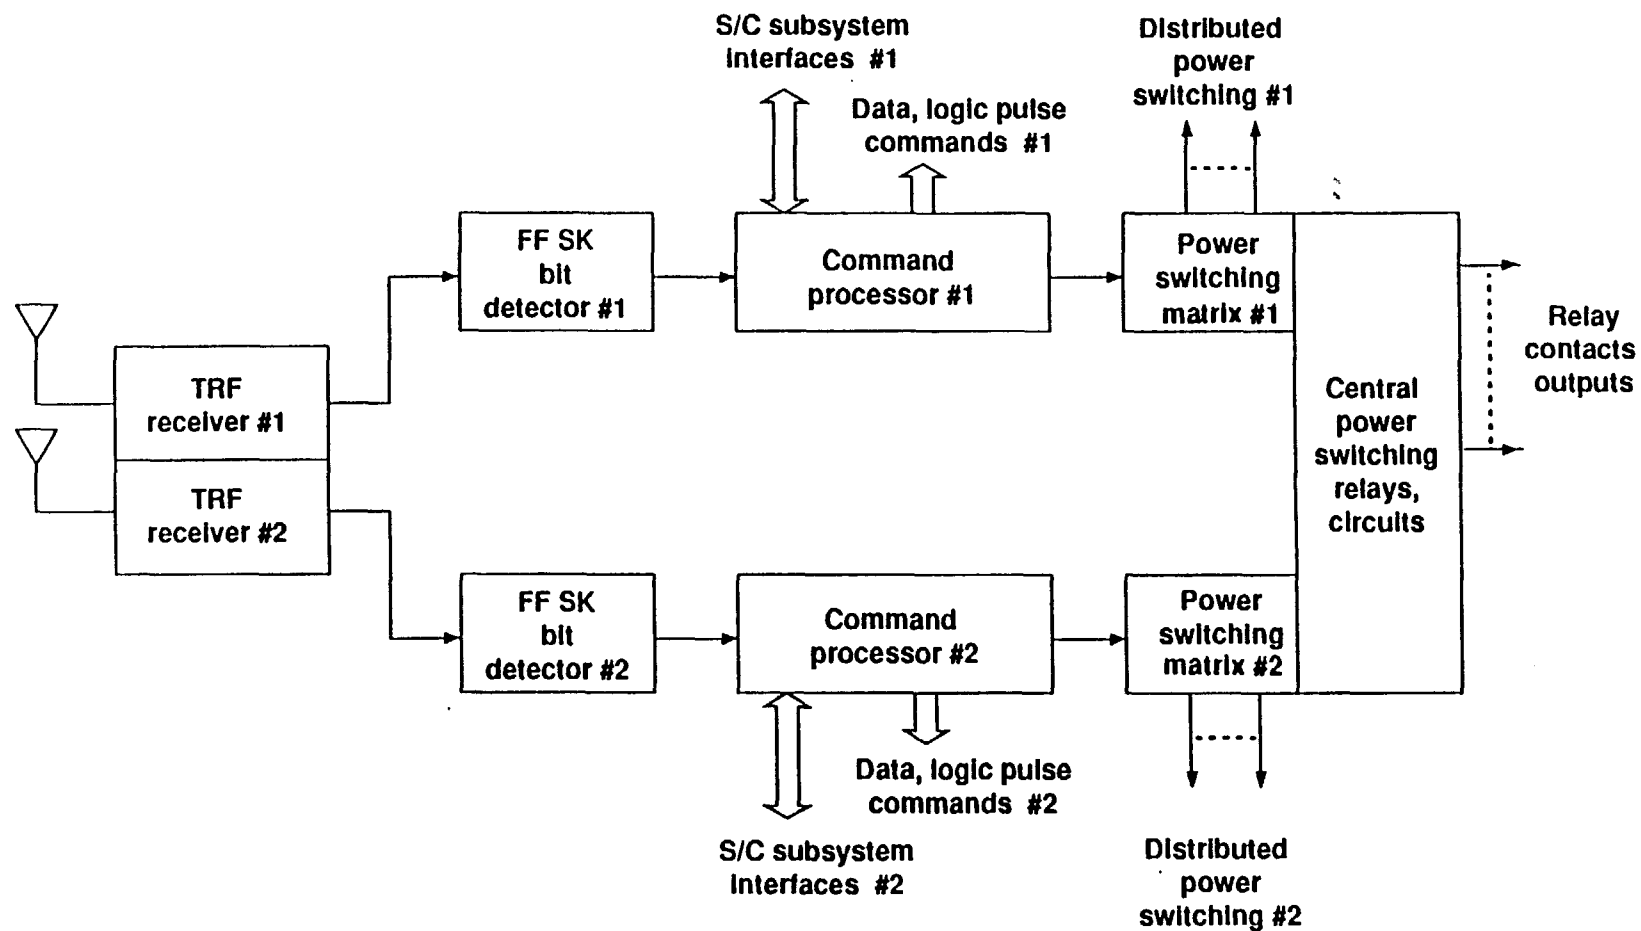 S/C subsystem
interfaces #1
Data, logic pulse
commands #1
Distributed
power
switching #1
FF SK
bit
detector #1
Command
processor #1
Power
switching
matrix #1
TRF
receiver #1
TRF
receiver #2
Central
power
switching
relays,
circuits
Relay
contacts
outputs
FF SK
bit
detector #2
Command
processor #2
Power
switching
matrix #2
Data, logic pulse
commands #2
S/C subsystem
interfaces #2
Distributed
power
switching #2